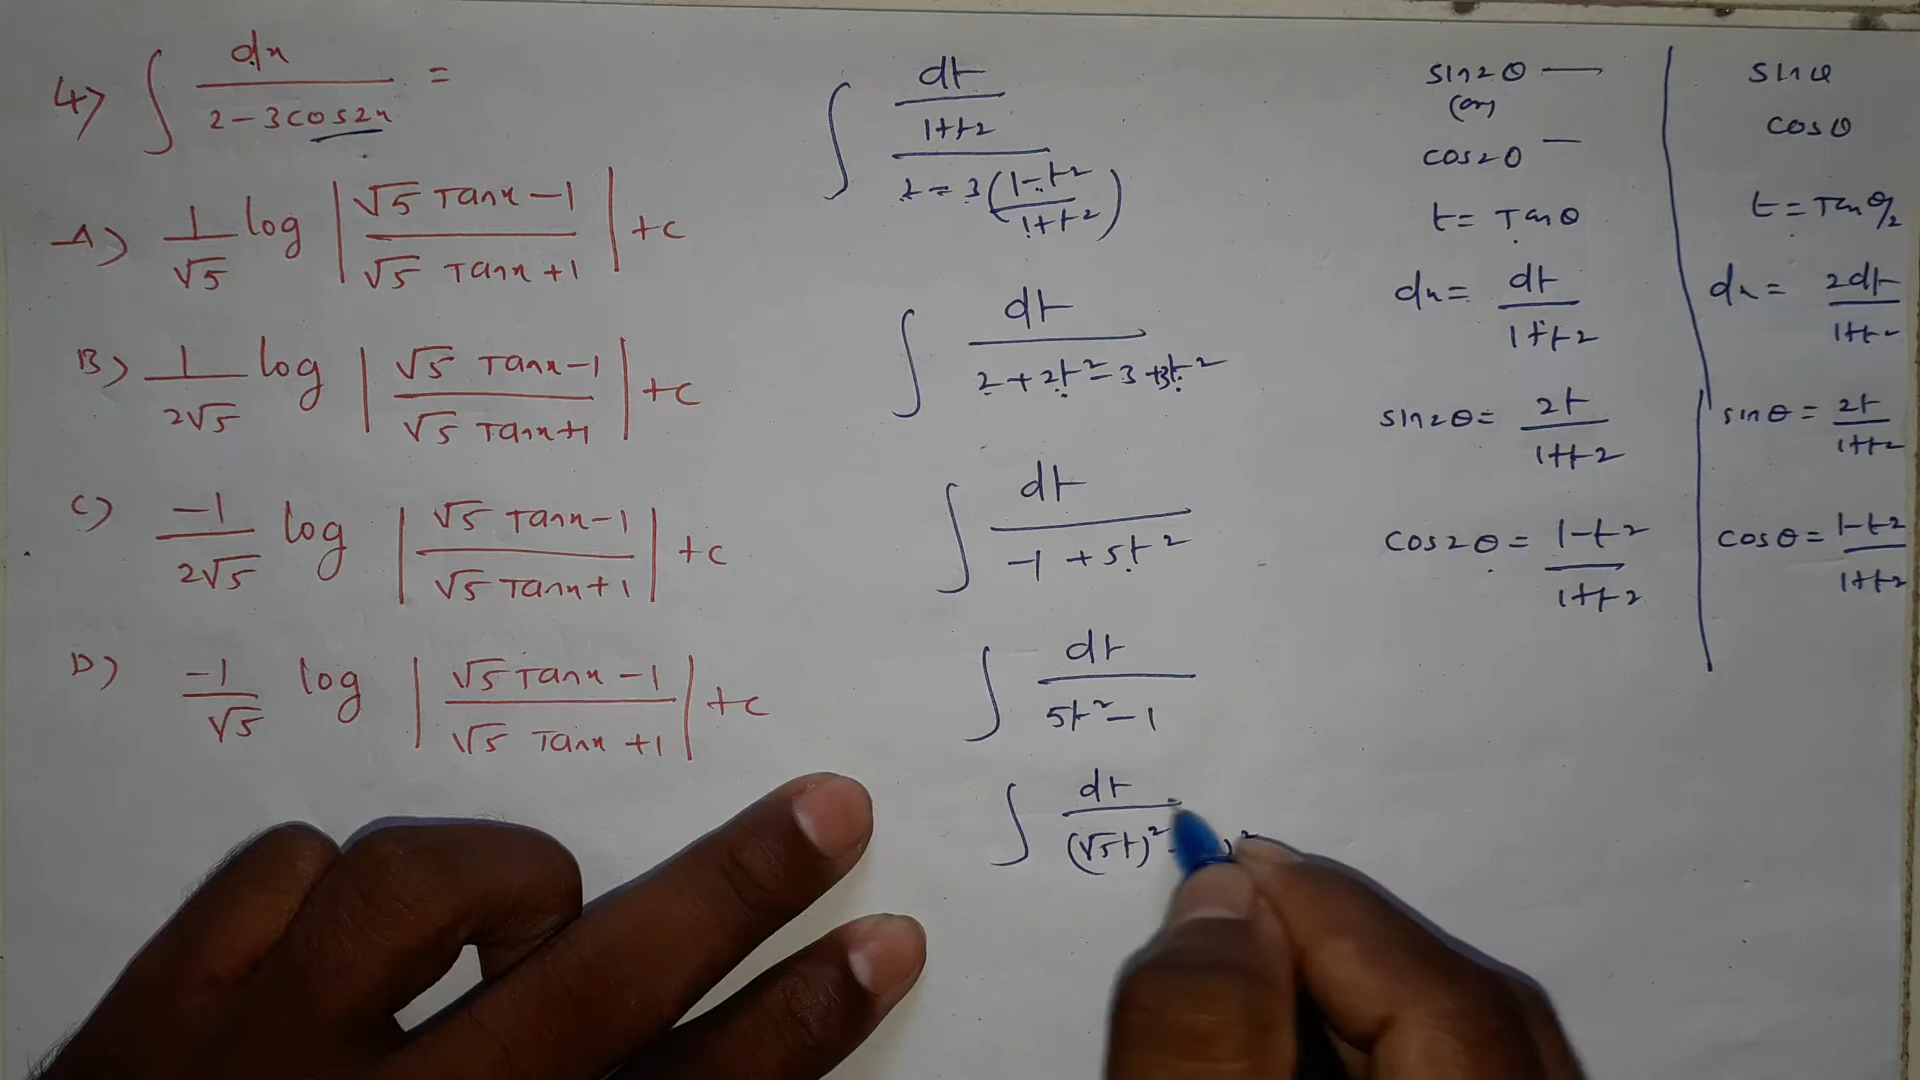 4) ∫ dx / (2 - 3cos2x) =
A) 1/√5 log |(√5 Tanx - 1) / (√5 Tanx + 1)| + c
B) 1/2√5 log |(√5 Tanx - 1) / (√5 Tanx + 1)| + c
C) -1/2√5 log |(√5 Tanx - 1) / (√5 Tanx + 1)| + c
D) -1/√5 log |(√5 Tanx - 1) / (√5 Tanx + 1)| + c
∫ (dt / (1+t²)) / (2 - 3((1-t²) / (1+t²)))
∫ dt / (2 + 2t² - 3 + 3t²)
∫ dt / (-1 + 5t²)
∫ dt / (5t² - 1)
∫ dt / (√5t)²
sin2θ —
(or)
cos2θ —
t = Tanθ
dx = dt / (1+t²)
sin2θ = 2t / (1+t²)
cos2θ = (1-t²) / (1+t²)
sinθ
cosθ
t = Tan θ/2
dx = 2dt / (1+t²)
sinθ = 2t / (1+t²)
cosθ = (1-t²) / (1+t²)